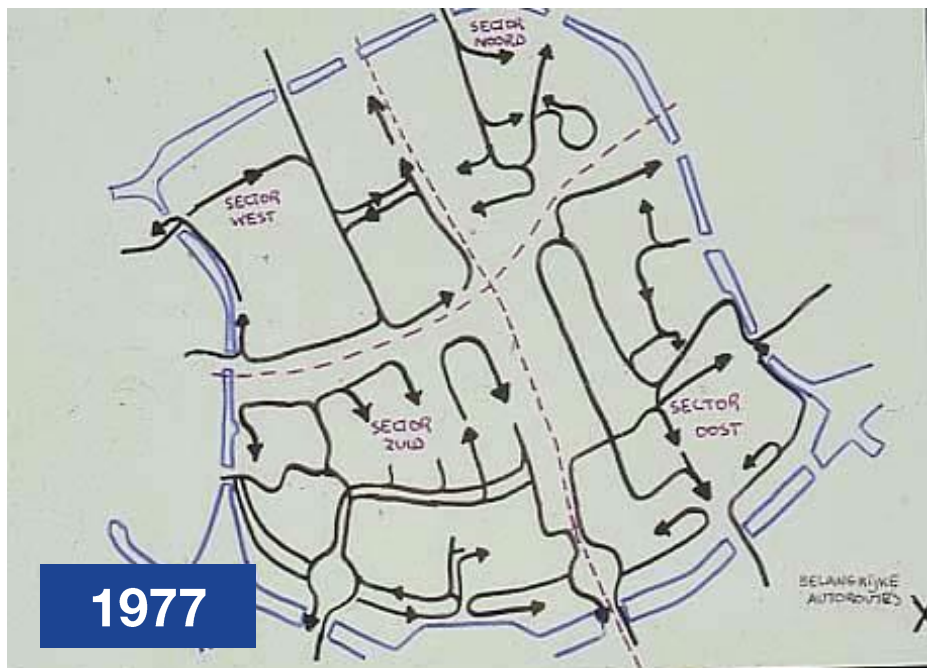 SECTOR
NOORD
SECTOR
WEST
SECTOR
ZUID
SECTOR
OOST
BELANGRIJKE
AUTOROUTES
1977